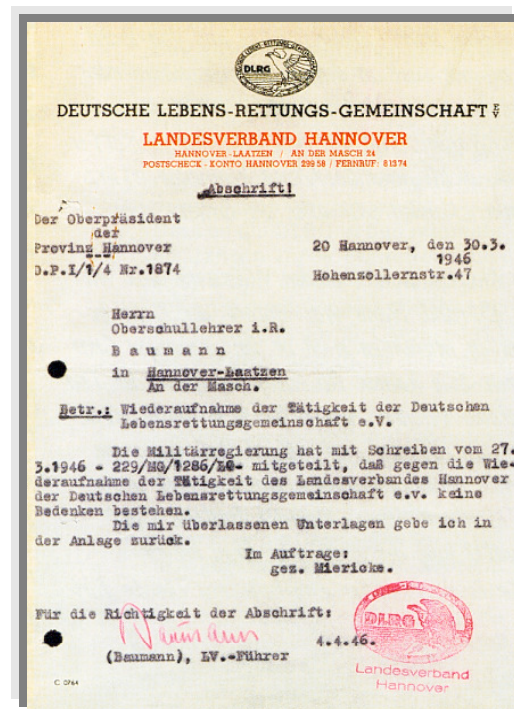 DEUTSCHE LEBENS-RETTUNGS-GEMEINSCHAFT
DLRG
DEUTSCHE LEBENS-RETTUNGS-GEMEINSCHAFT E/V
LANDESVERBAND HANNOVER
HANNOVER-LAATZEN / AN DER MASCH 24
POSTSCHECK-KONTO HANNOVER 299 58 / FERNRUF: 81374
Abschrift!
Der Oberpräsident
der
Provinz Hannover
O.P.I/1/4 Nr.1874
20 Hannover, den 30.3.
1946
Hohenzollernstr.47
Herrn
Oberschullehrer i.R.
B a u m a n n
in Hannover-Laatzen
An der Masch.
Betr.: Wiederaufnahme der Tätigkeit der Deutschen
Lebensrettungsgemeinschaft e.V.
Die Militärregierung hat mit Schreiben vom 27.
3.1946 - 229/MG/1286/ - mitgeteilt, daß gegen die Wie-
deraufnahme der Tätigkeit des Landesverbandes Hannover
der Deutschen Lebensrettungsgemeinschaft e.v. keine
Bedenken bestehen.
Die mir überlassenen Unterlagen gebe ich in
der Anlage zurück.
Im Auftrage:
gez. Miericke.
Für die Richtigkeit der Abschrift:
Baumann
4.4.46.
(Baumann), LV.-Führer
DLRG
Landesverband
Hannover
C 0764